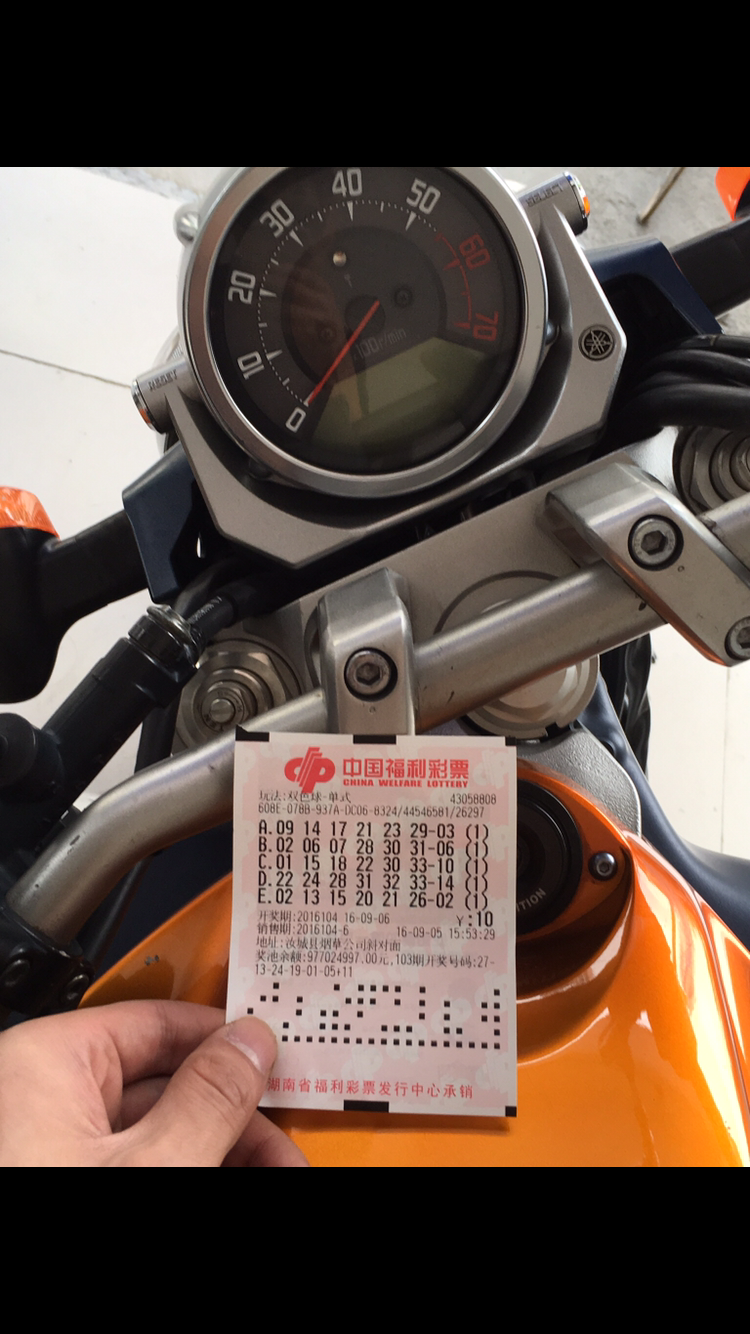 40
50
30
60
20
70
10
0
×100r/min
SELECT
RESET
中国福利彩票
CHINA WELFARE LOTTERY
玩法:双色球-单式 43058808
608E-078B-937A-DC06-8324/44546581/26297
A.09 14 17 21 23 29-03 (1)
B.02 06 07 28 30 31-06 (1)
C.01 15 18 22 30 33-10 (1)
D.22 24 28 31 32 33-14 (1)
E.02 13 15 20 21 26-02 (1)
开奖期:2016104 16-09-06 ¥:10
销售期:2016104-6 16-09-05 15:53:29
地址:汝城县烟草公司斜对面
奖池余额:977024997.00元,103期开奖号码:27-
13-24-19-01-05+11
湖南省福利彩票发行中心承销